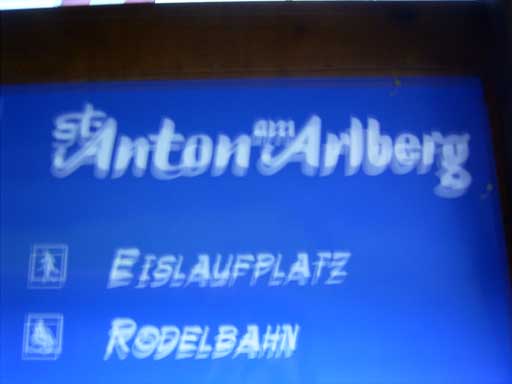 St. Anton am Arlberg
EISLAUFPLATZ
RODELBAHN